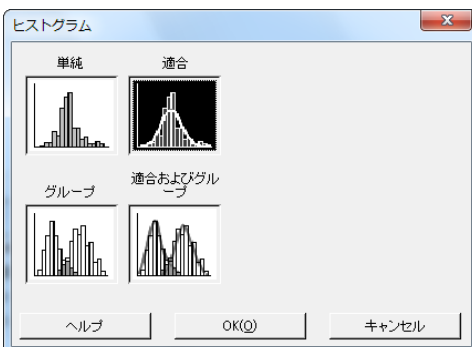 ヒストグラム
単純
適合
グループ
適合およびグル
ープ
ヘルプ
OK(O)
キャンセル